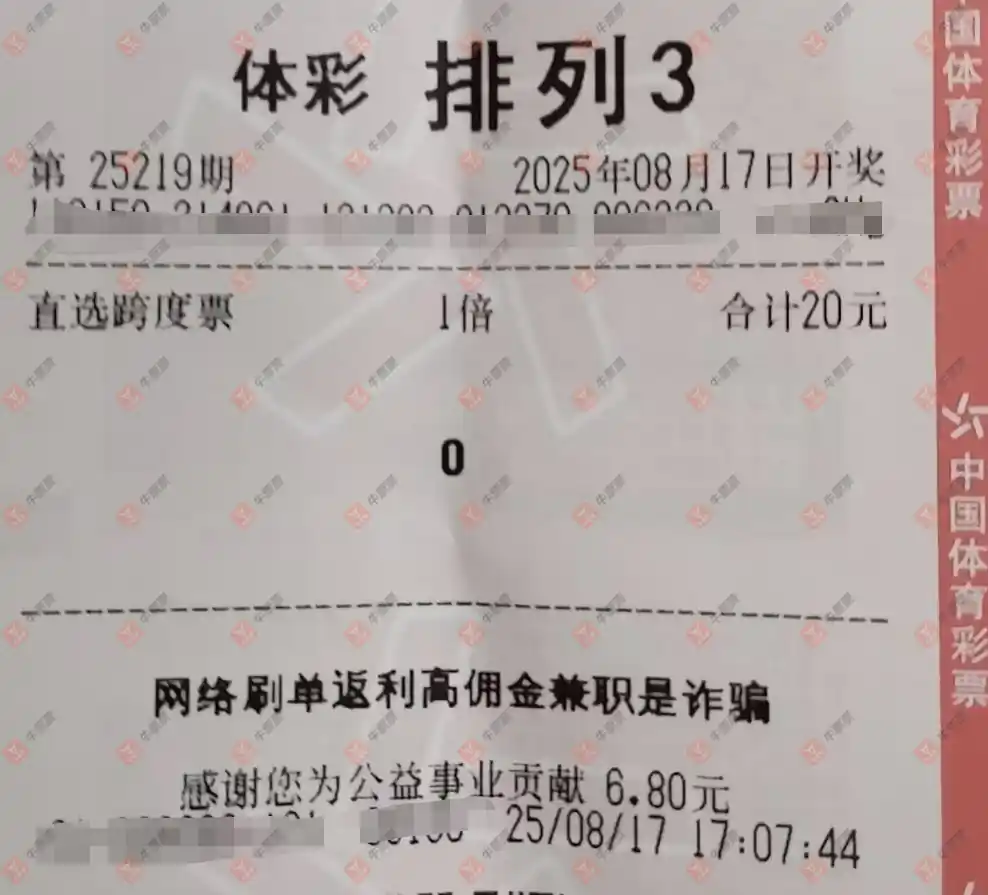 体彩 排列3
第 25219期 2025年08月17日开奖
直选跨度票 1倍 合计20元
0
网络刷单返利高佣金兼职是诈骗
感谢您为公益事业贡献 6.80元
25/08/17 17:07:44
中国体育彩票
国体育彩票
牛票票